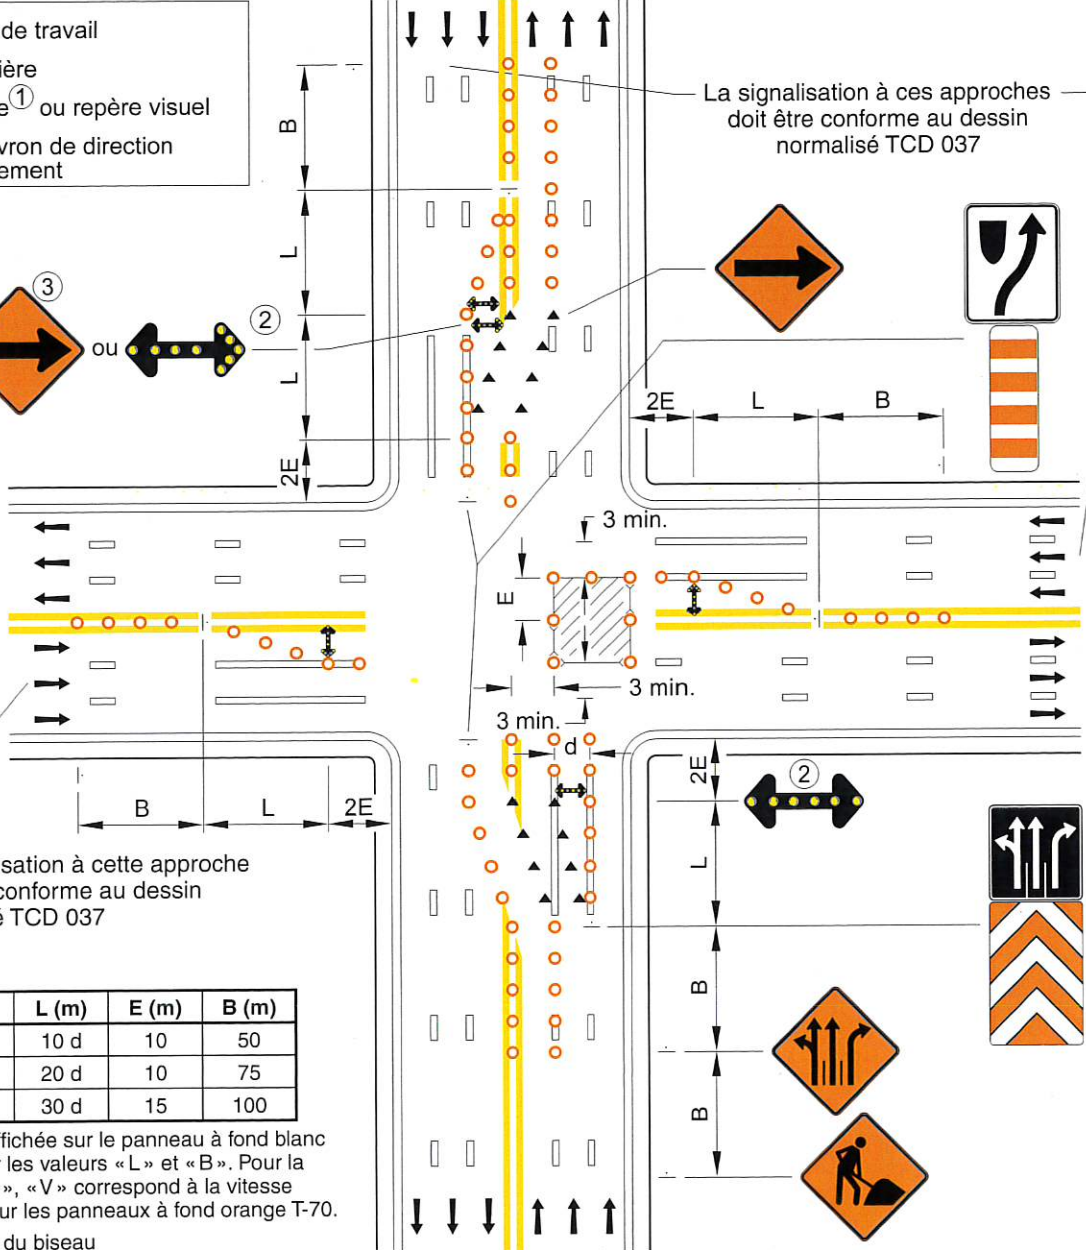 de travail
ière
e① ou repère visuel
vron de direction
ement
La signalisation à ces approches
doit être conforme au dessin
normalisé TCD 037
B
L
L
2E
③
ou
②
2E
L
B
3 min.
E
3 min.
3 min.
d
B
L
2E
2E
②
L
B
B
sation à cette approche
conforme au dessin
é TCD 037
L (m) E (m) B (m)
10 d 10 50
20 d 10 75
30 d 15 100
ffichée sur le panneau à fond blanc
les valeurs «L» et «B». Pour la
», «V» correspond à la vitesse
ur les panneaux à fond orange T-70.
du biseau